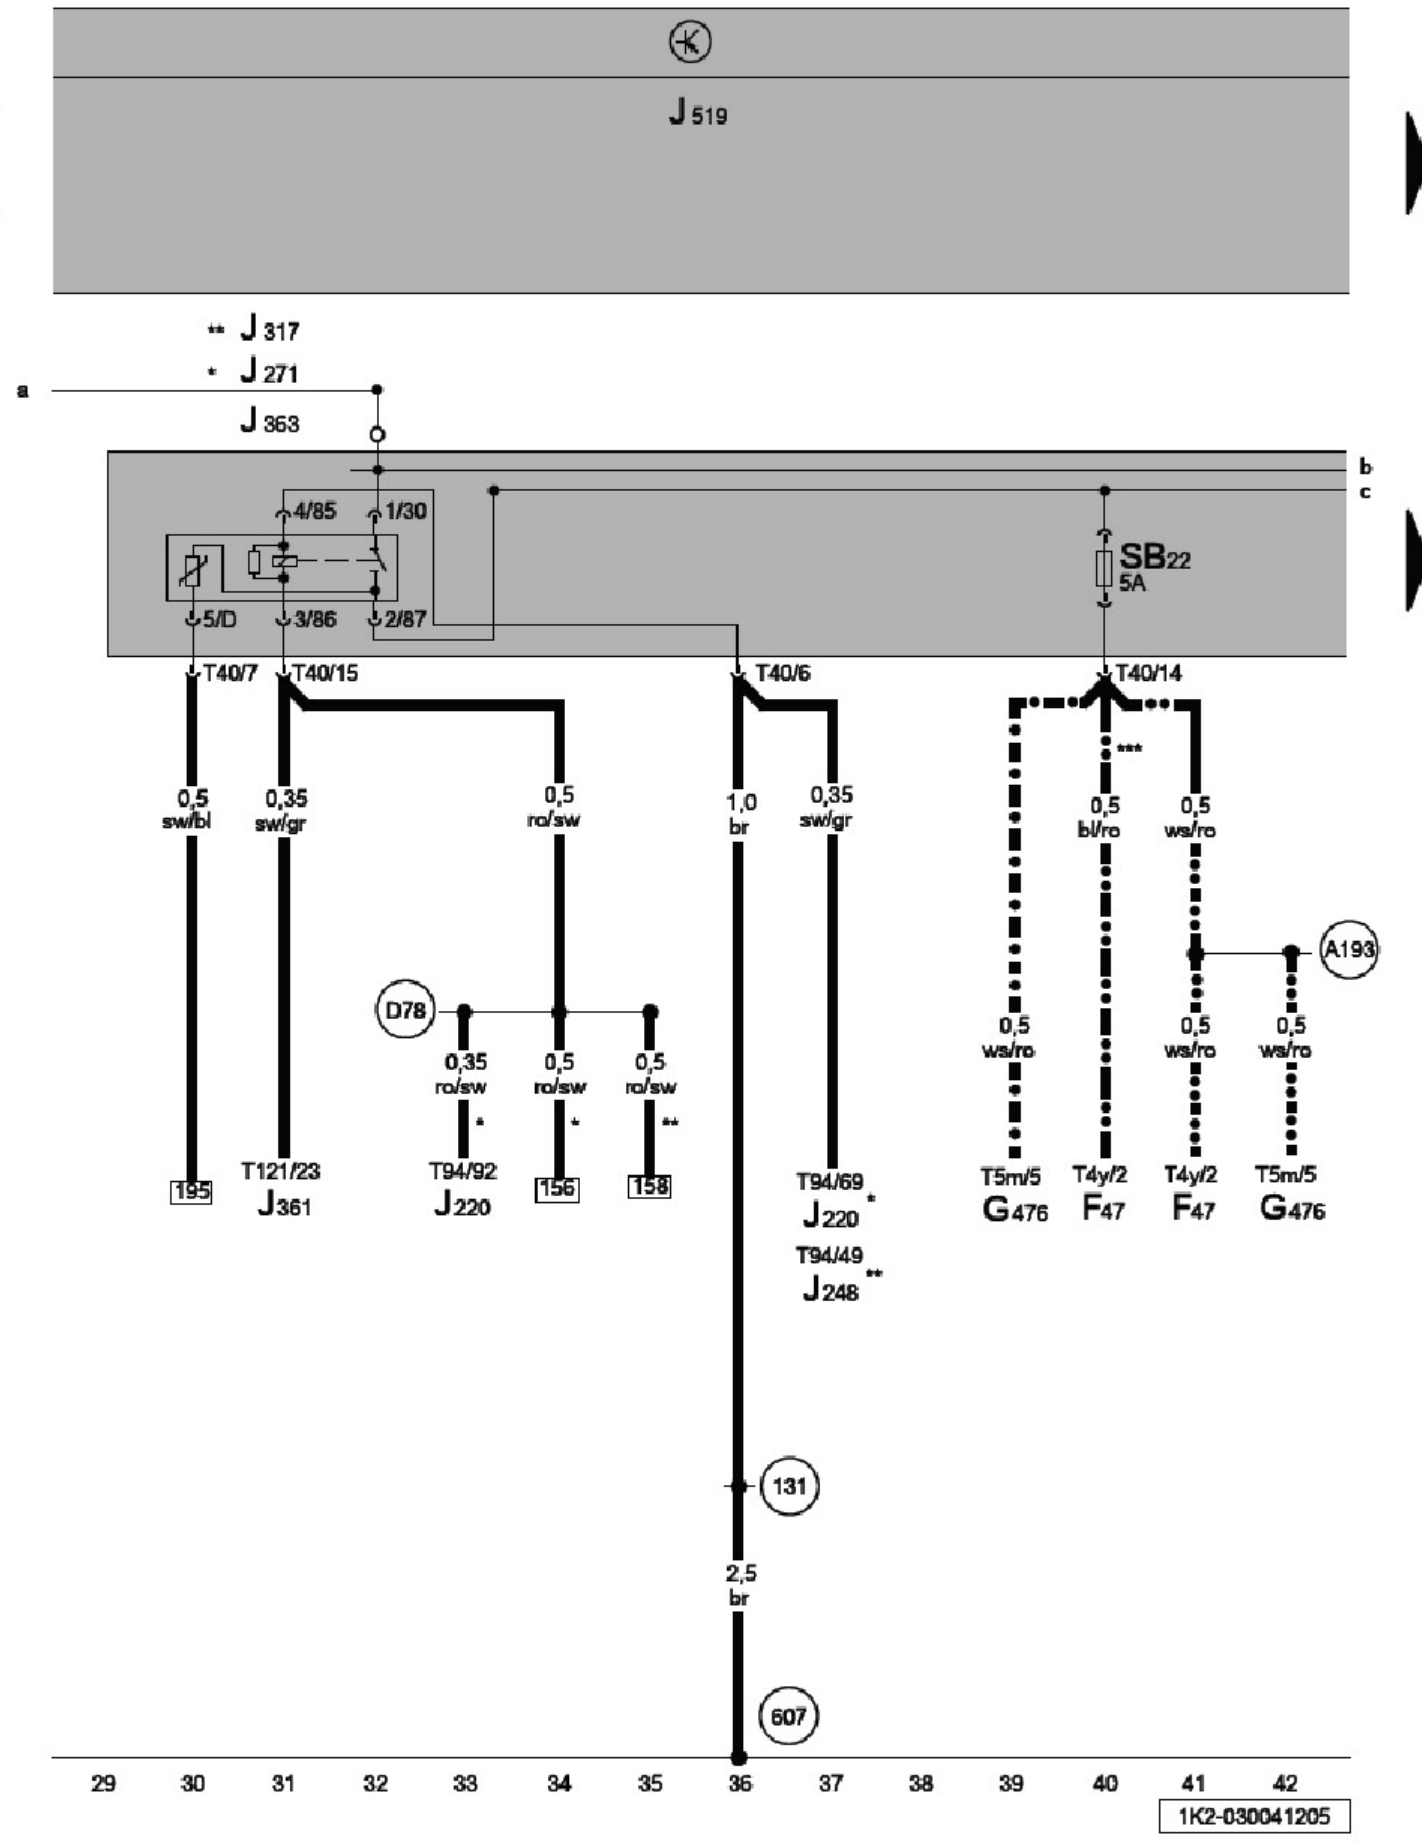 J 519
** J 317
* J 271
a
J 363
b
c
4/85 1/30
SB22
5A
5/D 3/86 2/87
T40/7 T40/15 T40/6 T40/14
***
0,5 0,35 0,5 1,0 0,35 0,5 0,5
sw/bl sw/gr ro/sw br sw/gr bl/ro ws/ro
A193
D78
0,5 0,5 0,5
ws/ro ws/ro ws/ro
0,35 0,5 0,5
ro/sw ro/sw ro/sw
* * **
195 T121/23 T94/92 156 158 T94/69 T5m/5 T4y/2 T4y/2 T5m/5
J361 J220 J220 * G476 F47 F47 G476
T94/49
J248 **
131
2,5
br
607
29 30 31 32 33 34 35 36 37 38 39 40 41 42
1K2-030041205